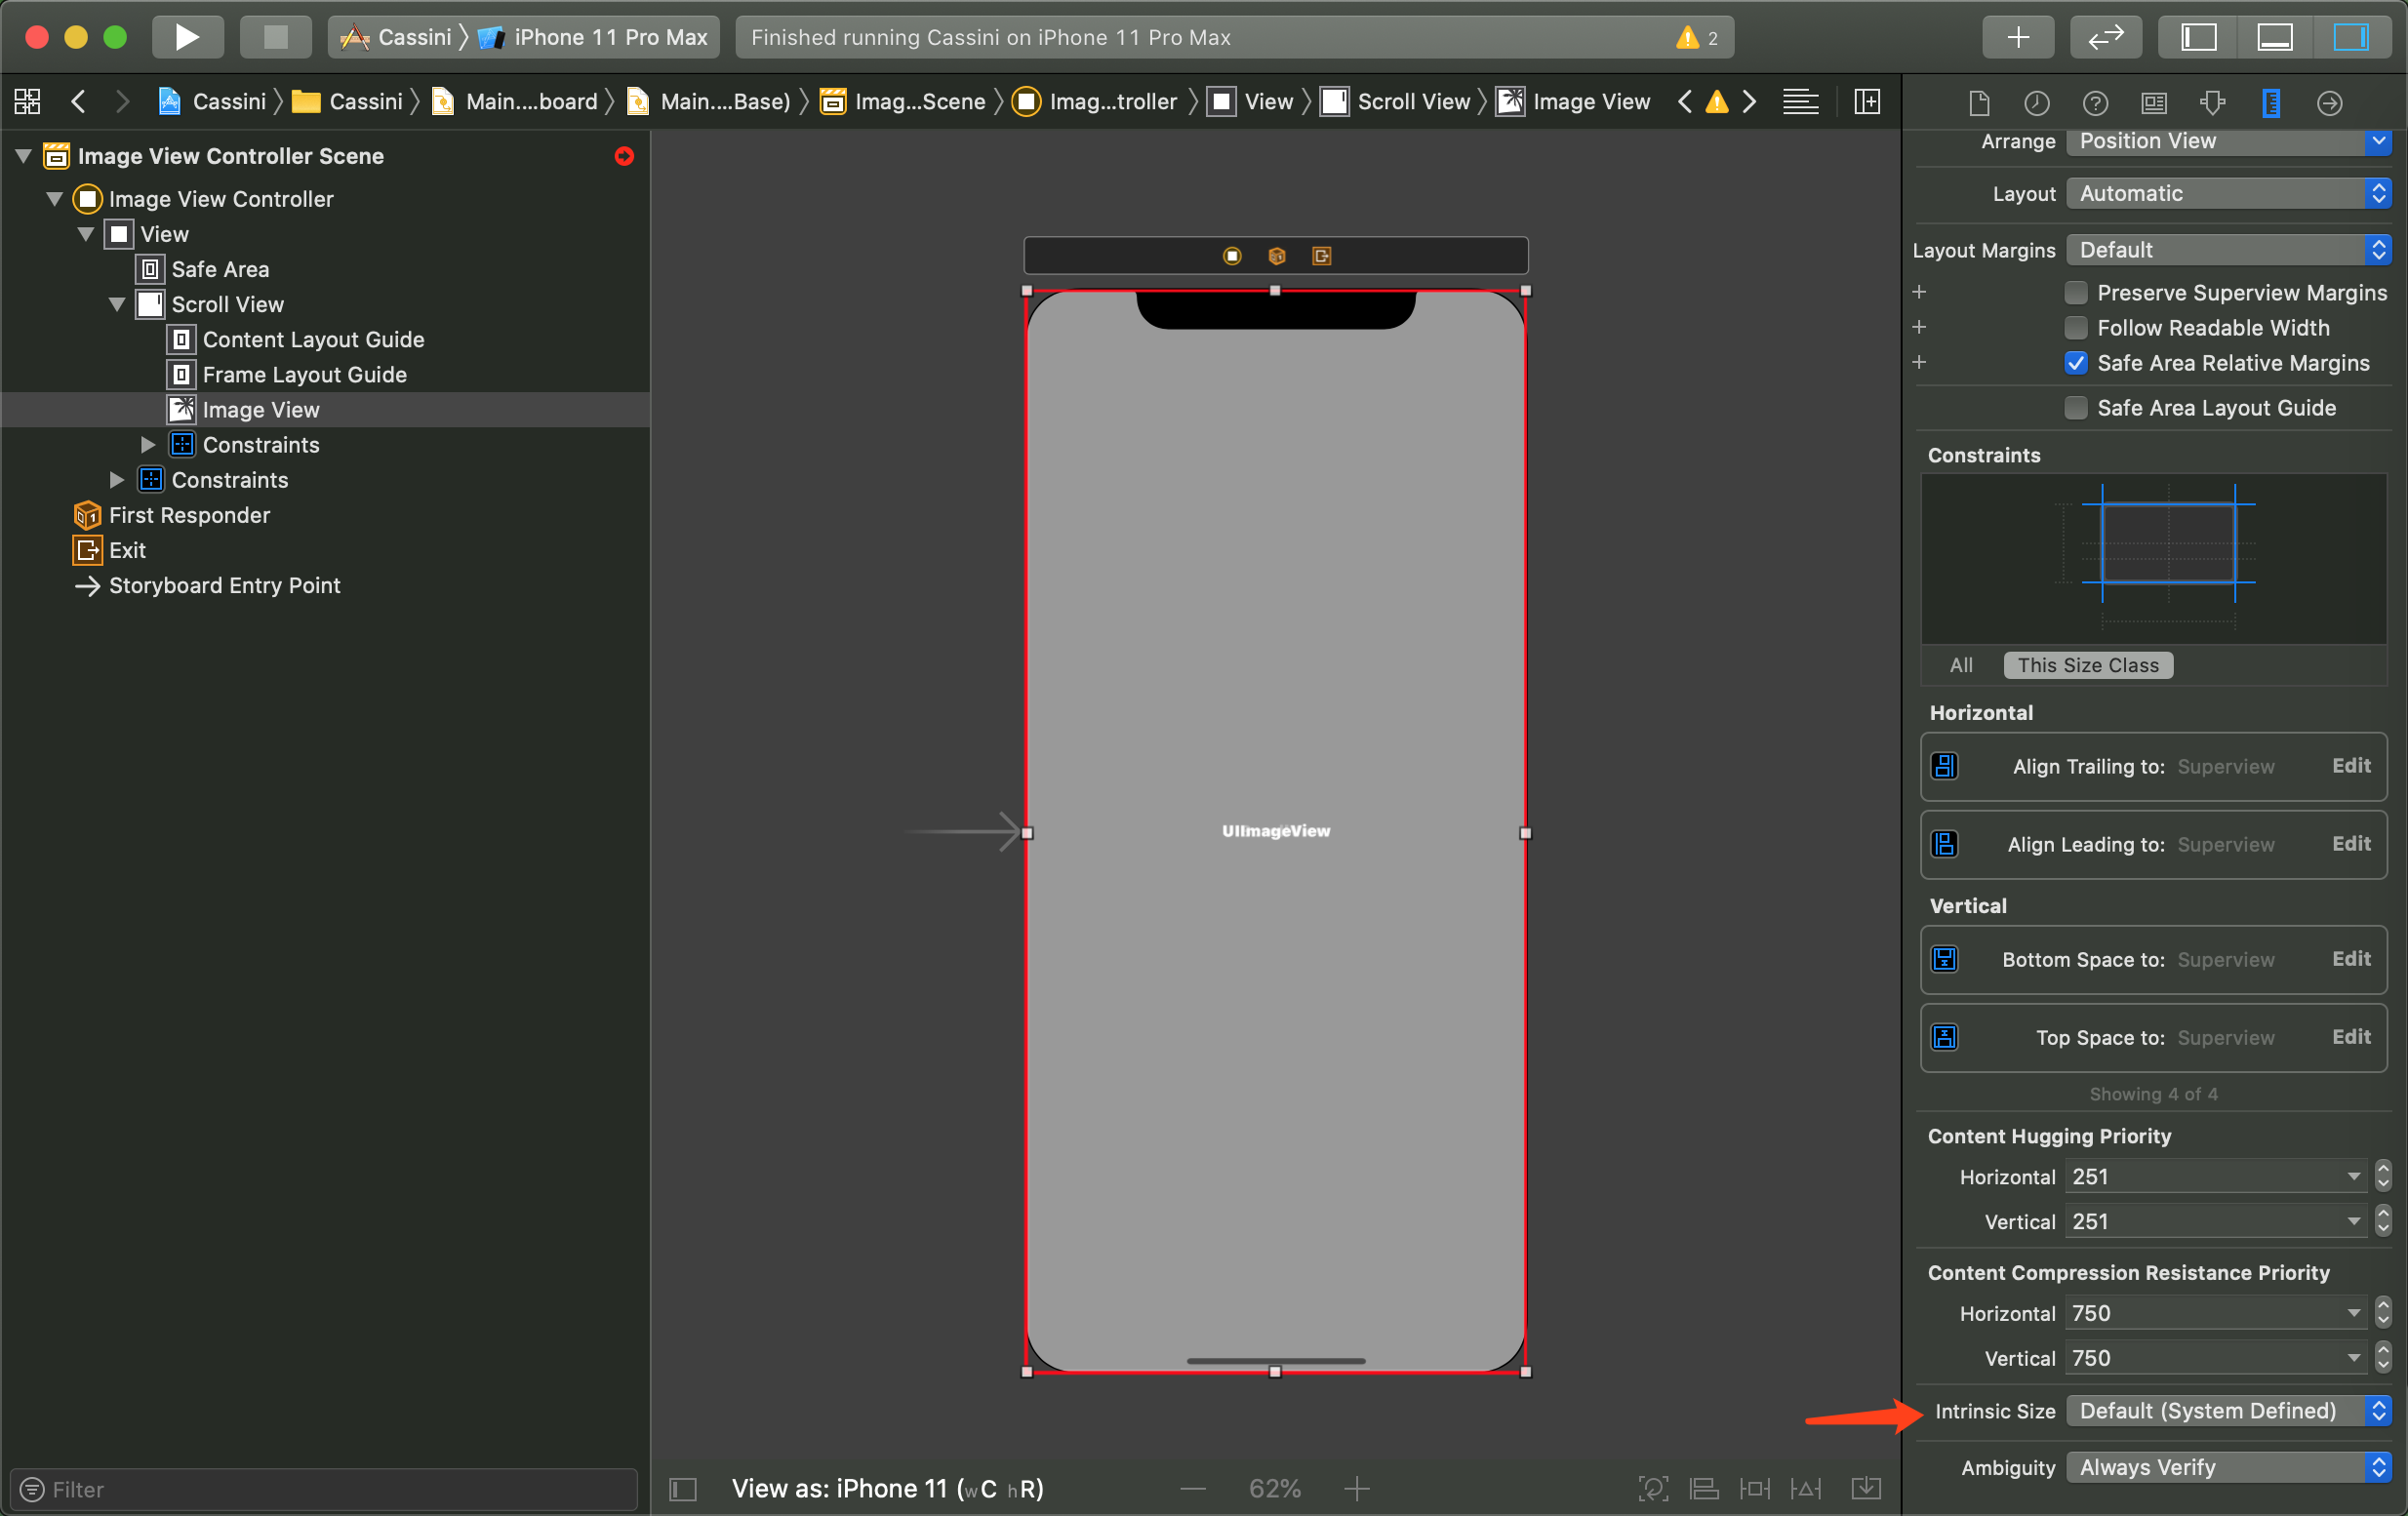 Cassini
iPhone 11 Pro Max
Finished running Cassini on iPhone 11 Pro Max
2
Cassini
Cassini
Main....board
Main....Base)
Imag...Scene
Imag...troller
View
Scroll View
Image View
Image View Controller Scene
Image View Controller
View
Safe Area
Scroll View
Content Layout Guide
Frame Layout Guide
Image View
Constraints
Constraints
First Responder
Exit
Storyboard Entry Point
Filter
UIImageView
View as: iPhone 11 (wC hR)
62%
Arrange Position View
Layout Automatic
Layout Margins Default
Preserve Superview Margins
Follow Readable Width
Safe Area Relative Margins
Safe Area Layout Guide
Constraints
All This Size Class
Horizontal
Align Trailing to: Superview Edit
Align Leading to: Superview Edit
Vertical
Bottom Space to: Superview Edit
Top Space to: Superview Edit
Showing 4 of 4
Content Hugging Priority
Horizontal 251
Vertical 251
Content Compression Resistance Priority
Horizontal 750
Vertical 750
Intrinsic Size Default (System Defined)
Ambiguity Always Verify